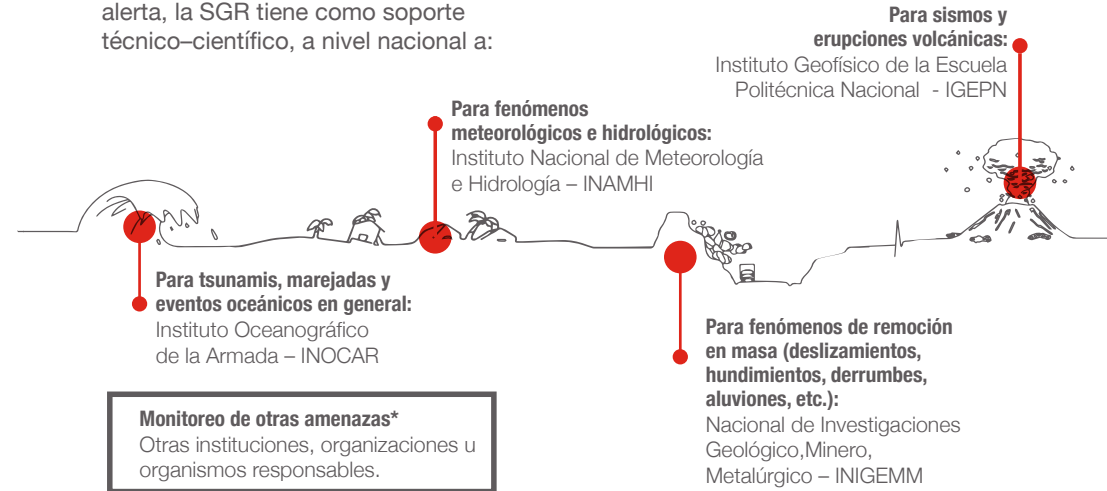 alerta, la SGR tiene como soporte
técnico–científico, a nivel nacional a:
Para sismos y
erupciones volcánicas:
Instituto Geofísico de la Escuela
Politécnica Nacional - IGEPN
Para fenómenos
meteorológicos e hidrológicos:
Instituto Nacional de Meteorología
e Hidrología – INAMHI
Para tsunamis, marejadas y
eventos oceánicos en general:
Instituto Oceanográfico
de la Armada – INOCAR
Para fenómenos de remoción
en masa (deslizamientos,
hundimientos, derrumbes,
aluviones, etc.):
Nacional de Investigaciones
Geológico,Minero,
Metalúrgico – INIGEMM
Monitoreo de otras amenazas*
Otras instituciones, organizaciones u
organismos responsables.